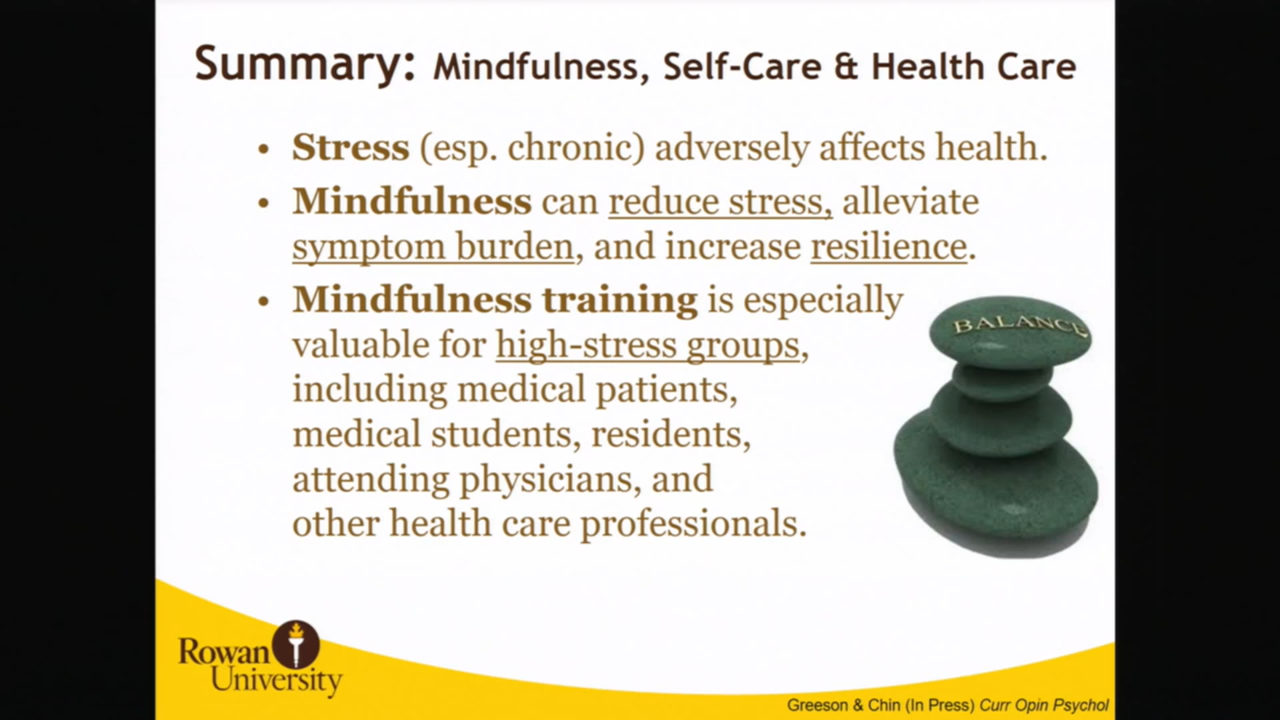 Summary: Mindfulness, Self-Care & Health Care
• Stress (esp. chronic) adversely affects health.
• Mindfulness can reduce stress, alleviate
symptom burden, and increase resilience.
• Mindfulness training is especially
valuable for high-stress groups,
including medical patients,
medical students, residents,
attending physicians, and
other health care professionals.
BALANCE
Rowan
University
Greeson & Chin (In Press) Curr Opin Psychol